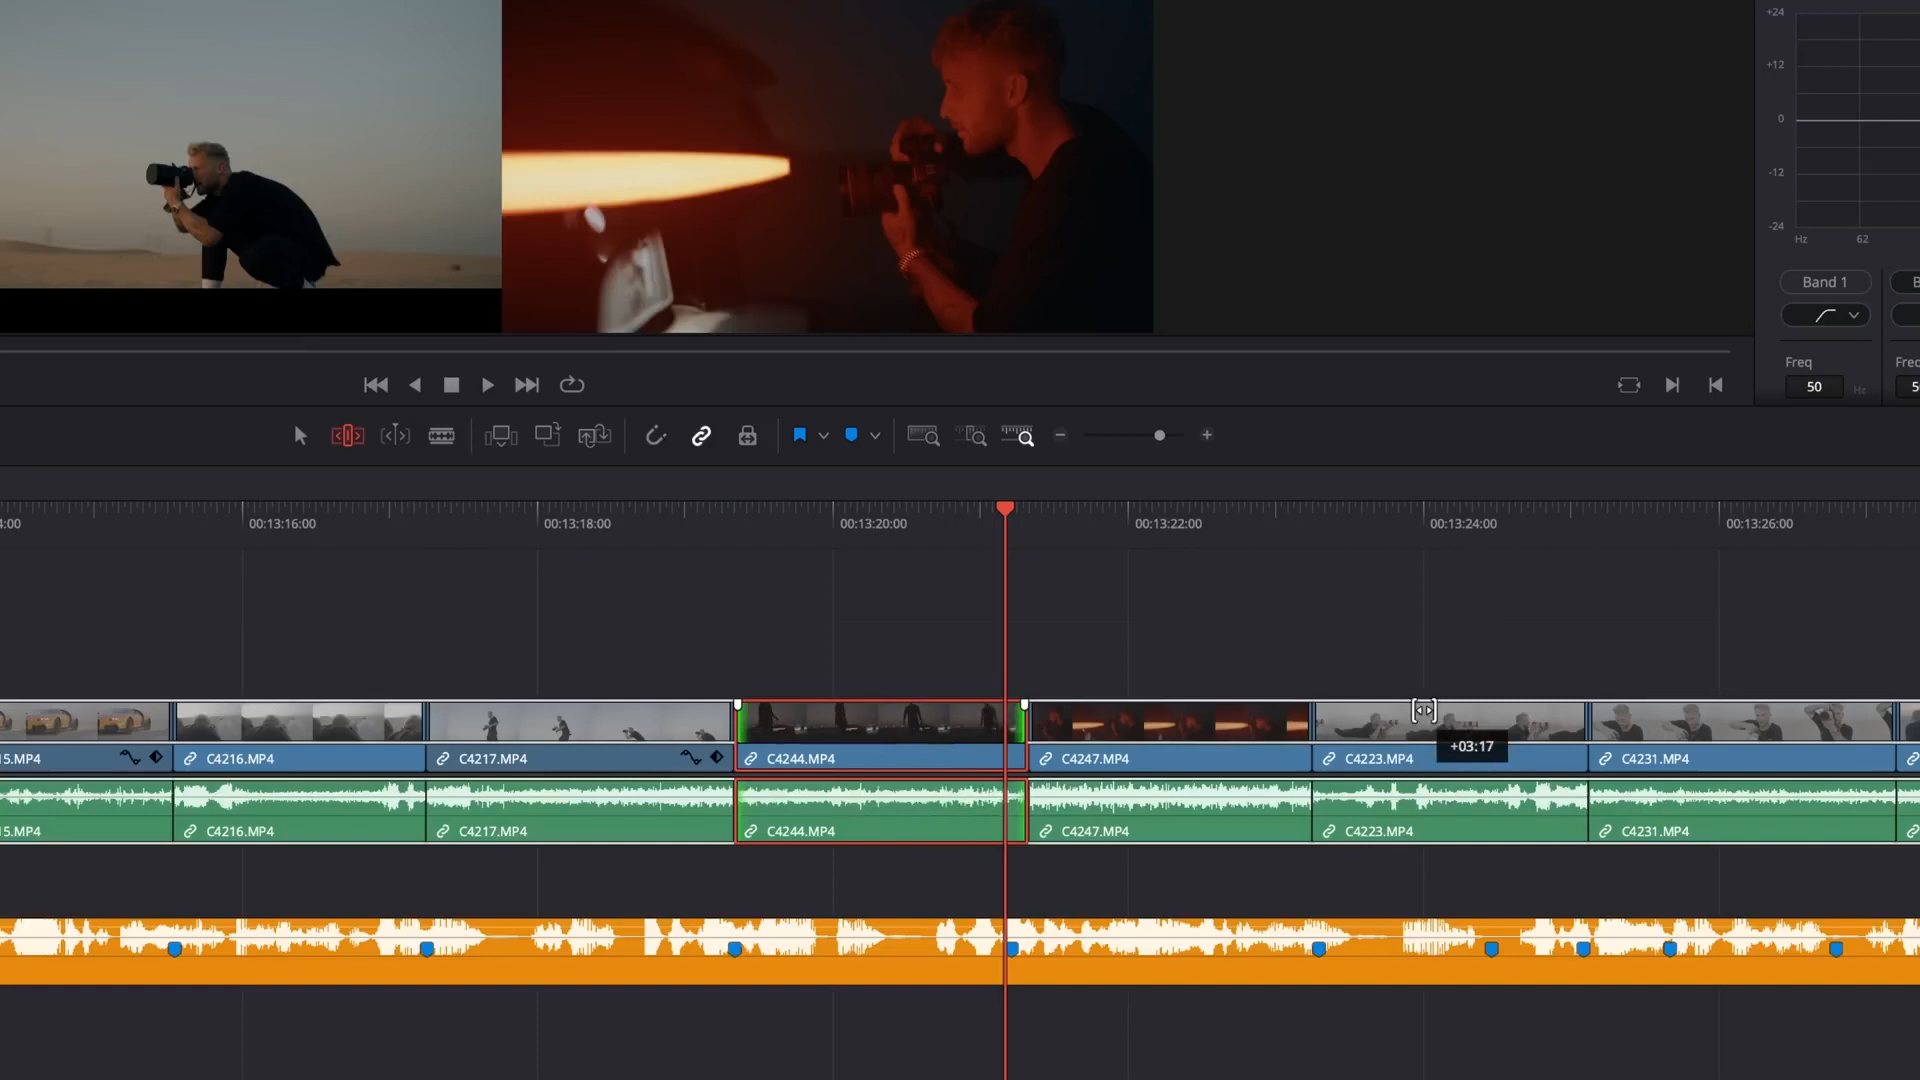 +24
+12
0
-12
-24
Hz 62
Band 1 B
Freq Freq
50 Hz 5
4:00 00:13:16:00 00:13:18:00 00:13:20:00 00:13:22:00 00:13:24:00 00:13:26:00
+03:17
15.MP4 C4216.MP4 C4217.MP4 C4244.MP4 C4247.MP4 C4223.MP4 C4231.MP4
15.MP4 C4216.MP4 C4217.MP4 C4244.MP4 C4247.MP4 C4223.MP4 C4231.MP4